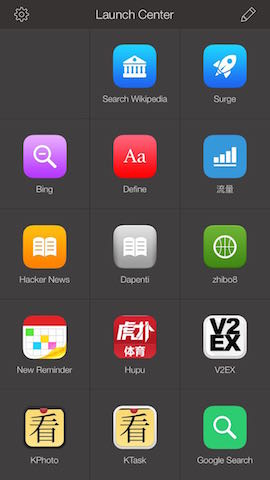 Launch Center
Search Wikipedia
Surge
Aa
Bing
Define
流量
Hacker News
Dapenti
zhibo8
虎扑
体育
V2
EX
New Reminder
Hupu
V2EX
看
看
KPhoto
KTask
Google Search